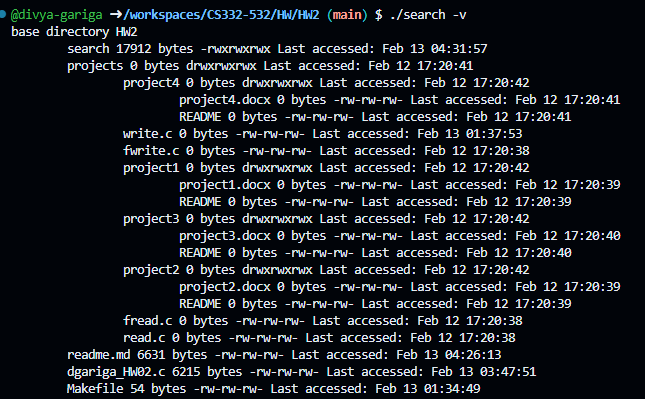 @divya-gariga ➜/workspaces/CS332-532/HW/HW2 (main) $ ./search -v
base directory HW2
search 17912 bytes -rwxrwxrwx Last accessed: Feb 13 04:31:57
projects 0 bytes drwxrwxrwx Last accessed: Feb 12 17:20:41
project4 0 bytes drwxrwxrwx Last accessed: Feb 12 17:20:42
project4.docx 0 bytes -rw-rw-rw- Last accessed: Feb 12 17:20:41
README 0 bytes -rw-rw-rw- Last accessed: Feb 12 17:20:41
write.c 0 bytes -rw-rw-rw- Last accessed: Feb 13 01:37:53
fwrite.c 0 bytes -rw-rw-rw- Last accessed: Feb 12 17:20:38
project1 0 bytes drwxrwxrwx Last accessed: Feb 12 17:20:42
project1.docx 0 bytes -rw-rw-rw- Last accessed: Feb 12 17:20:39
README 0 bytes -rw-rw-rw- Last accessed: Feb 12 17:20:39
project3 0 bytes drwxrwxrwx Last accessed: Feb 12 17:20:42
project3.docx 0 bytes -rw-rw-rw- Last accessed: Feb 12 17:20:40
README 0 bytes -rw-rw-rw- Last accessed: Feb 12 17:20:40
project2 0 bytes drwxrwxrwx Last accessed: Feb 12 17:20:42
project2.docx 0 bytes -rw-rw-rw- Last accessed: Feb 12 17:20:39
README 0 bytes -rw-rw-rw- Last accessed: Feb 12 17:20:39
fread.c 0 bytes -rw-rw-rw- Last accessed: Feb 12 17:20:38
read.c 0 bytes -rw-rw-rw- Last accessed: Feb 12 17:20:38
readme.md 6631 bytes -rw-rw-rw- Last accessed: Feb 13 04:26:13
dgariga_HW02.c 6215 bytes -rw-rw-rw- Last accessed: Feb 13 03:47:51
Makefile 54 bytes -rw-rw-rw- Last accessed: Feb 13 01:34:49